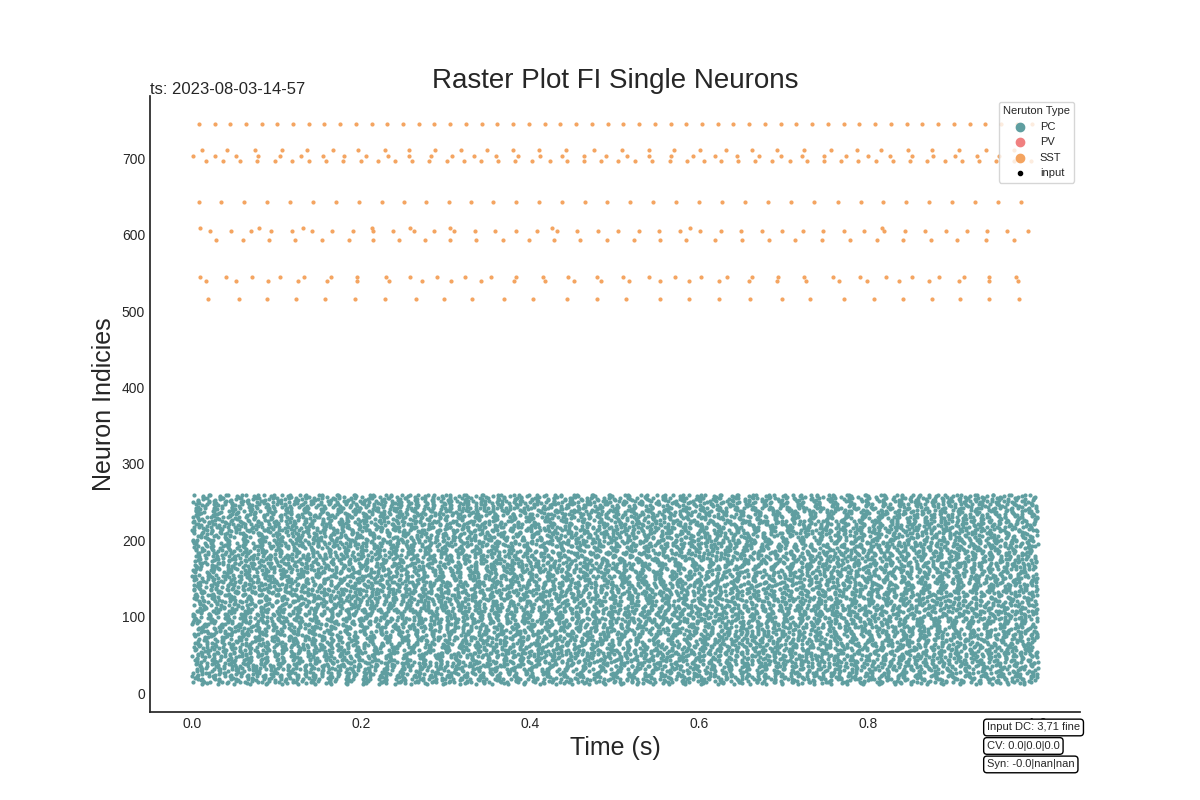 Raster Plot FI Single Neurons
ts: 2023-08-03-14-57
Neruton Type
PC
PV
SST
input
Neuron Indicies
700
600
500
400
300
200
100
0
0.0 0.2 0.4 0.6 0.8
Time (s)
Input DC: 3,71 fine
CV: 0.0|0.0|0.0
Syn: -0.0|nan|nan